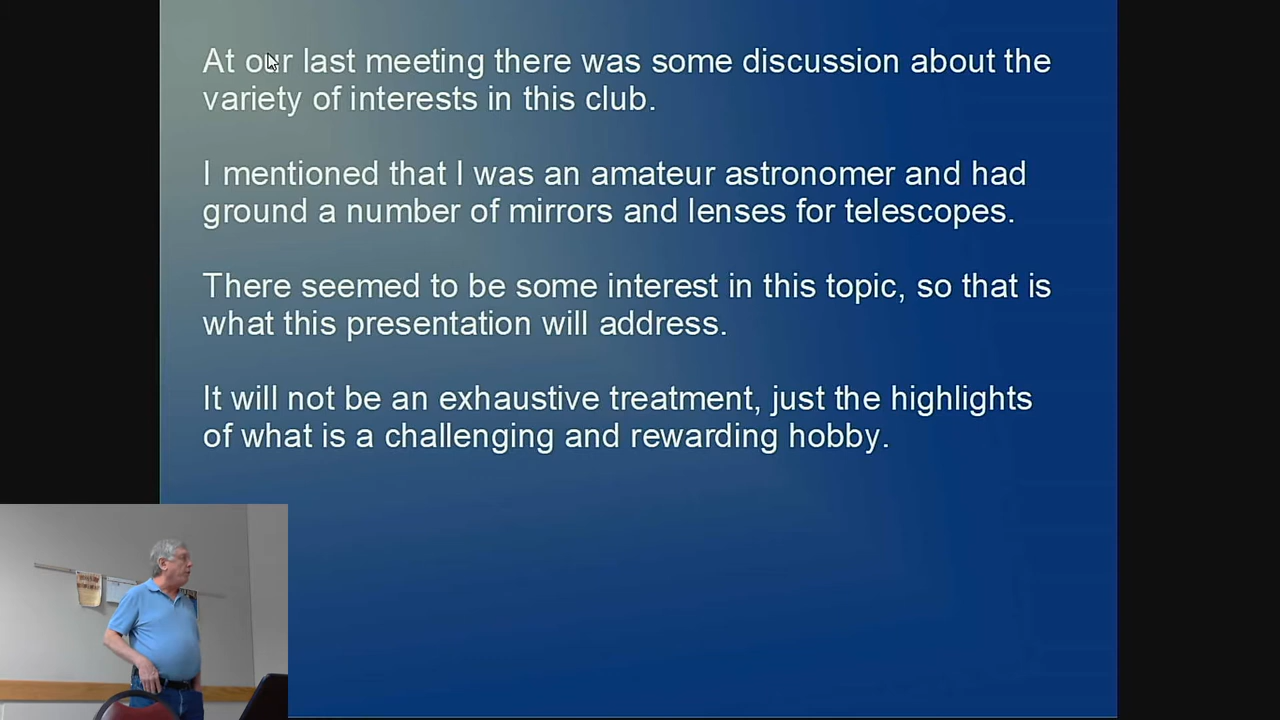 At our last meeting there was some discussion about the
variety of interests in this club.
I mentioned that I was an amateur astronomer and had
ground a number of mirrors and lenses for telescopes.
There seemed to be some interest in this topic, so that is
what this presentation will address.
It will not be an exhaustive treatment, just the highlights
of what is a challenging and rewarding hobby.